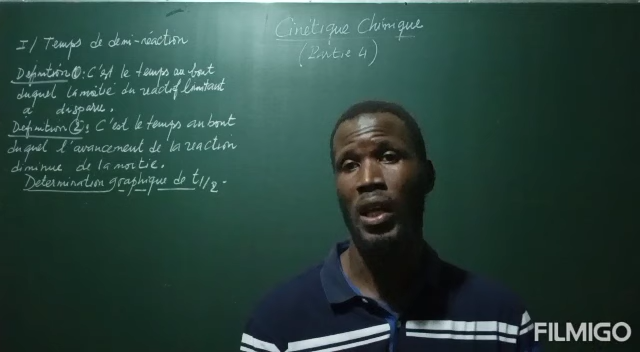 Cinétique Chimique
(Partie 4)
I/ Temps de demi-réaction
Définition ①: C'est le temps au bout
duquel la moitié du réactif limitant
a disparu.
Définition ②: C'est le temps au bout
duquel l'avancement de la réaction
diminue de la moitie.
Determination graphique de t1/2.
FILMIGO